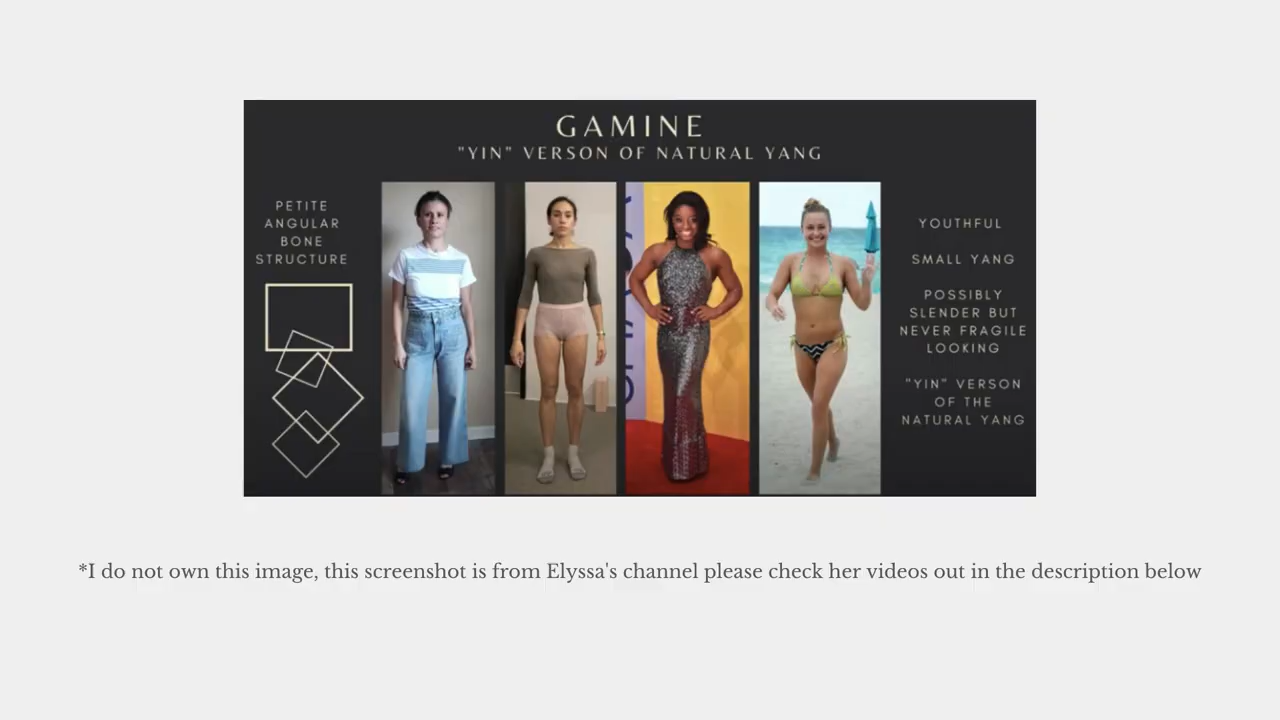 GAMINE
"YIN" VERSON OF NATURAL YANG
PETITE
ANGULAR
BONE
STRUCTURE
YOUTHFUL
SMALL YANG
POSSIBLY
SLENDER BUT
NEVER FRAGILE
LOOKING
"YIN" VERSON
OF THE
NATURAL YANG
*I do not own this image, this screenshot is from Elyssa's channel please check her videos out in the description below